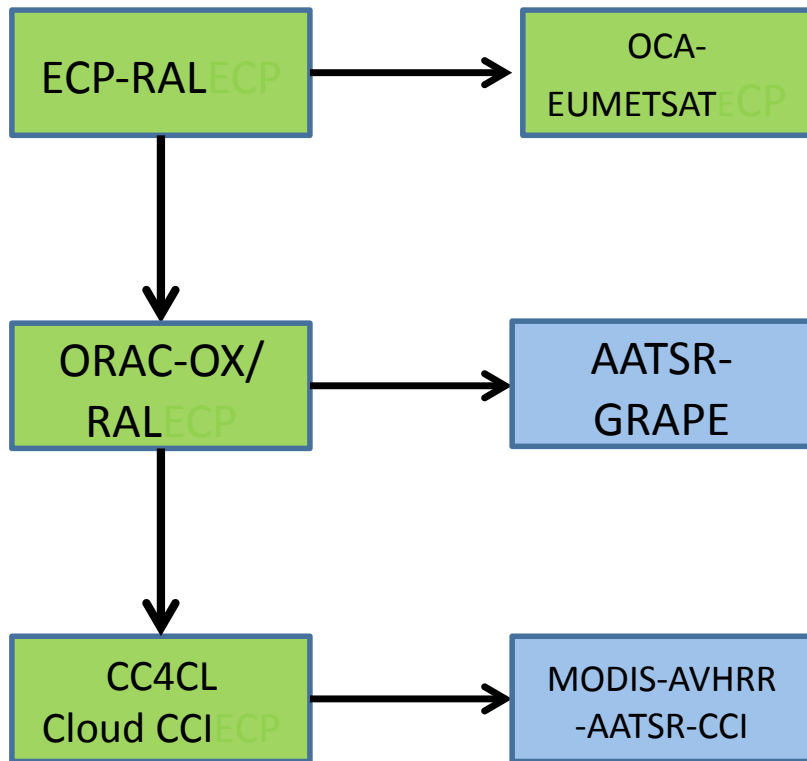 ECP-RALECP
OCA-
EUMETSATECP
ORAC-OX/
RALECP
AATSR-
GRAPE
CC4CL
Cloud CCIECP
MODIS-AVHRR
-AATSR-CCI